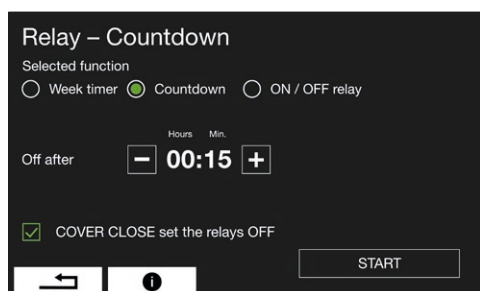 Relay – Countdown
Selected function
Week timer Countdown ON / OFF relay
Hours Min.
Off after − 00:15 +
COVER CLOSE set the relays OFF
START
i